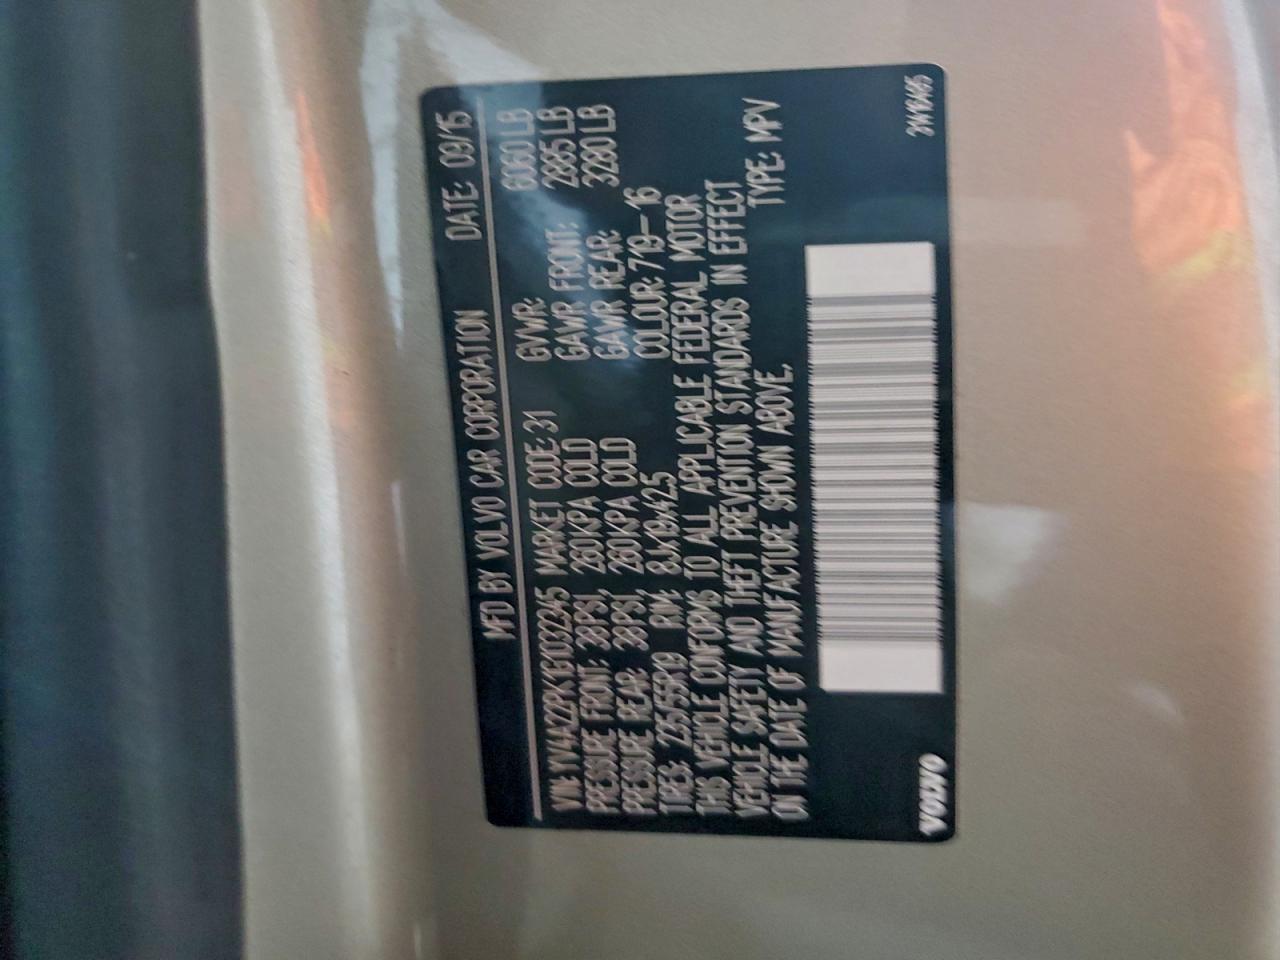 MFD BY VOLVO CAR CORPORATION DATE: 09/15
VIN: YV4A22PK1G1032345 MARKET CODE: 31 GVWR: 6060 LB
PRESSURE FRONT: 38PSI, 260KPA COLD GAWR FRONT: 2885 LB
PRESSURE REAR: 38PSI, 260KPA COLD GAWR REAR: 3280 LB
TIRES: 235/55R19 RIM: 8Jx19x42.5 COLOUR: 719-16
THIS VEHICLE CONFORMS TO ALL APPLICABLE FEDERAL MOTOR
VEHICLE SAFETY AND THEFT PREVENTION STANDARDS IN EFFECT
ON THE DATE OF MANUFACTURE SHOWN ABOVE. TYPE: MPV
VOLVO